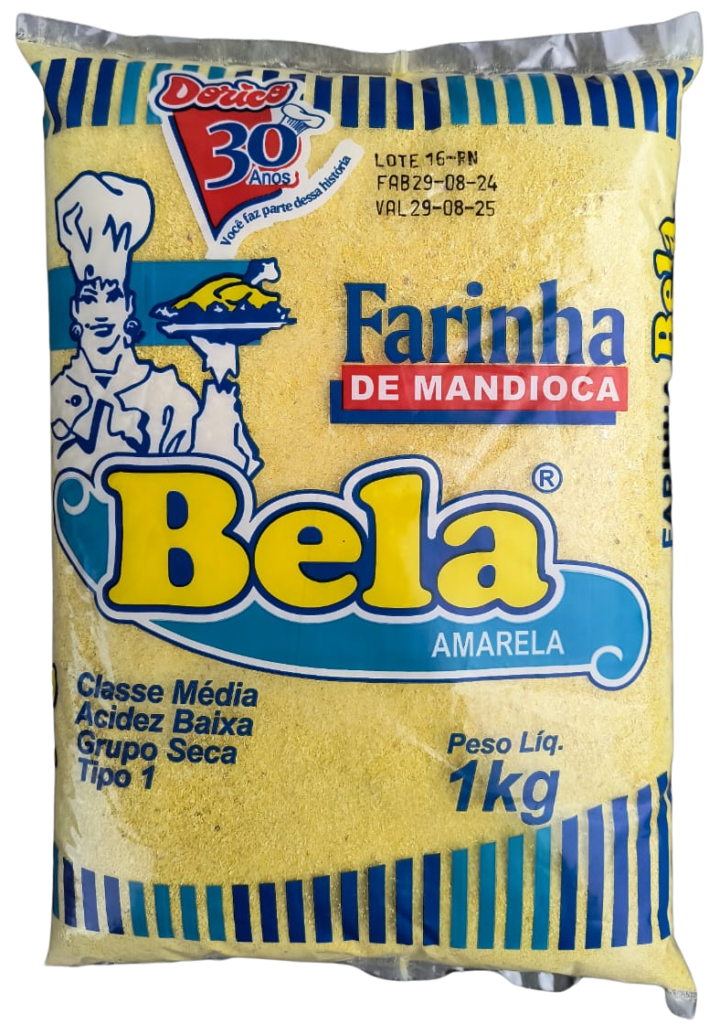 Dorico
30
Anos
Você faz parte dessa história
LOTE 16-RN
FAB29-08-24
VAL29-08-25
VM
Farinha
DE MANDIOCA
Bela
®
AMARELA
Classe Média
Acidez Baixa
Grupo Seca
Tipo 1
Peso Líq.
1kg
Bela